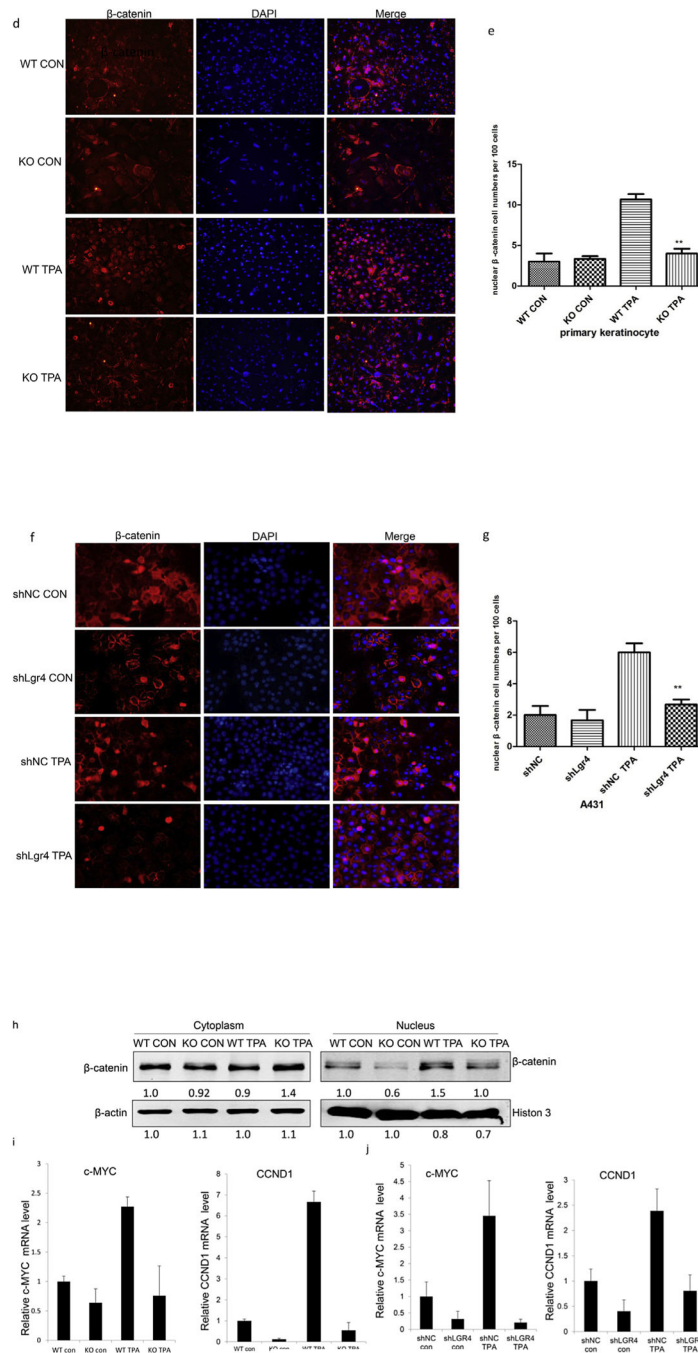 d
β-catenin DAPI Merge
β-catenin
WT CON
KO CON
WT TPA
KO TPA
e
nuclear β -catenin cell numbers per 100 cells
15
10
5
0
**
WT CON KO CON WT TPA KO TPA
primary keratinocyte
f
β-catenin DAPI Merge
shNC CON
shLgr4 CON
shNC TPA
shLgr4 TPA
g
nuclear β -catenin cell numbers per 100 cells
8
6
4
2
0
**
shNC shLgr4 shNC TPA shLgr4 TPA
A431
h
Cytoplasm Nucleus
WT CON KO CON WT TPA KO TPA WT CON KO CON WT TPA KO TPA
β-catenin β-catenin
1.0 0.92 0.9 1.4 1.0 0.6 1.5 1.0
β-actin Histon 3
1.0 1.1 1.0 1.1 1.0 1.0 0.8 0.7
i
c-MYC
Relative c-MYC mRNA level
3
2.5
2
1.5
1
0.5
0
WT con KO con WT TPA KO TPA
CCND1
Relative CCND1 mRNA level
8
7
6
5
4
3
2
1
0
WT con KO con WT TPA KO TPA
j
c-MYC
Relative c-MYC mRNA level
5
4.5
4
3.5
3
2.5
2
1.5
1
0.5
0
shNC con shLGR4 con shNC TPA shLGR4 TPA
CCND1
Relative CCND1 mRNA level
3
2.5
2
1.5
1
0.5
0
shNC con shLGR4 con shNC TPA shLGR TPA